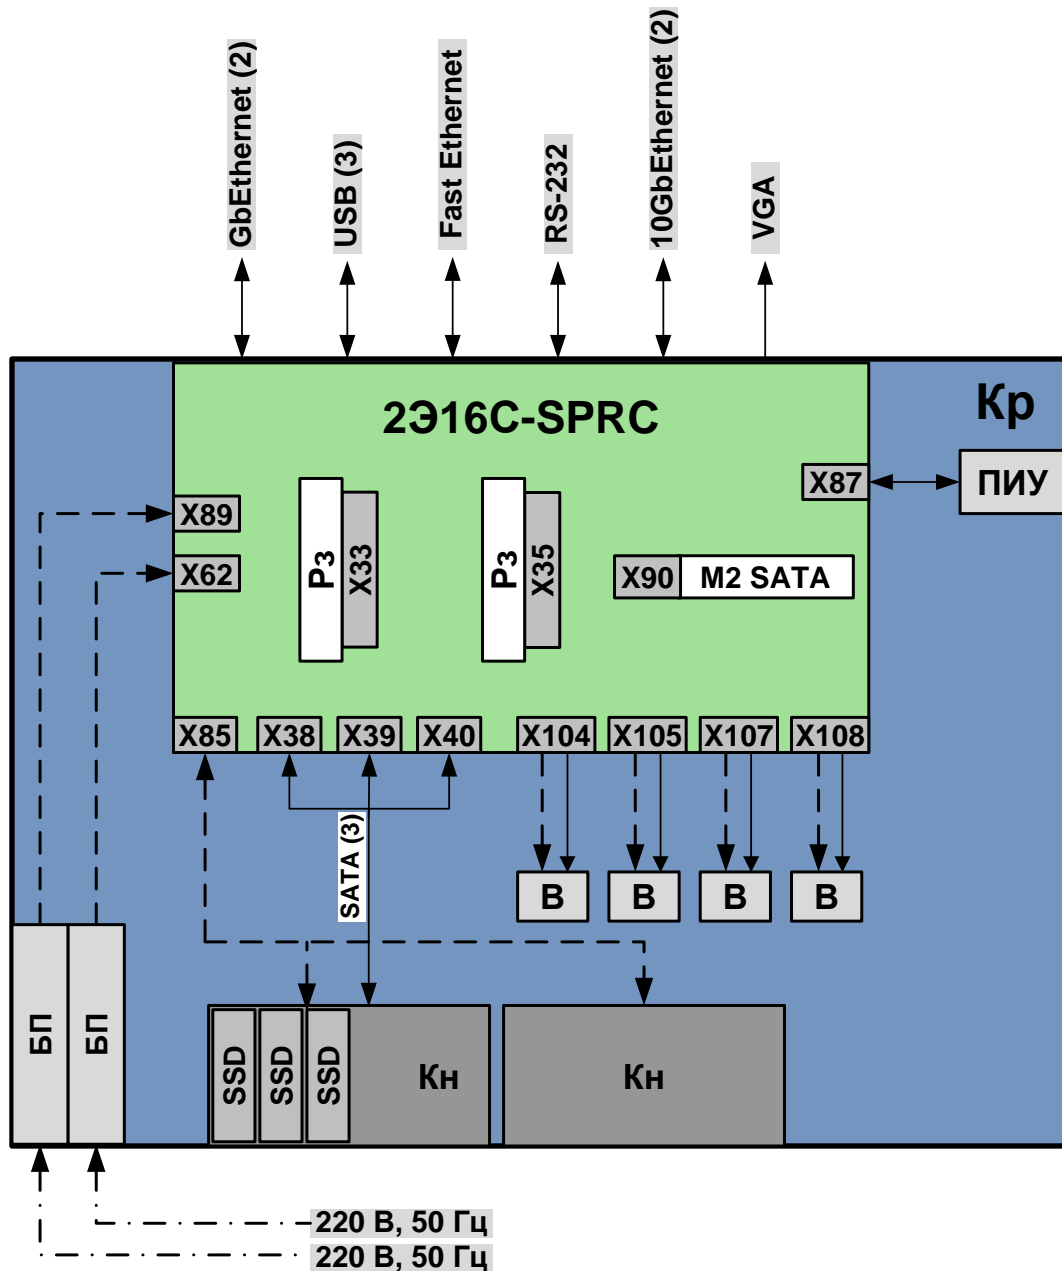 GbEthernet (2)
USB (3)
Fast Ethernet
RS-232
10GbEthernet (2)
VGA
2Э16С-SPRC
Кр
X87
ПИУ
X89
X62
Рз
X33
Рз
X35
X90
M2 SATA
X85
X38
X39
X40
X104
X105
X107
X108
SATA (3)
В
В
В
В
БП
БП
SSD
SSD
SSD
Кн
Кн
220 В, 50 Гц
220 В, 50 Гц